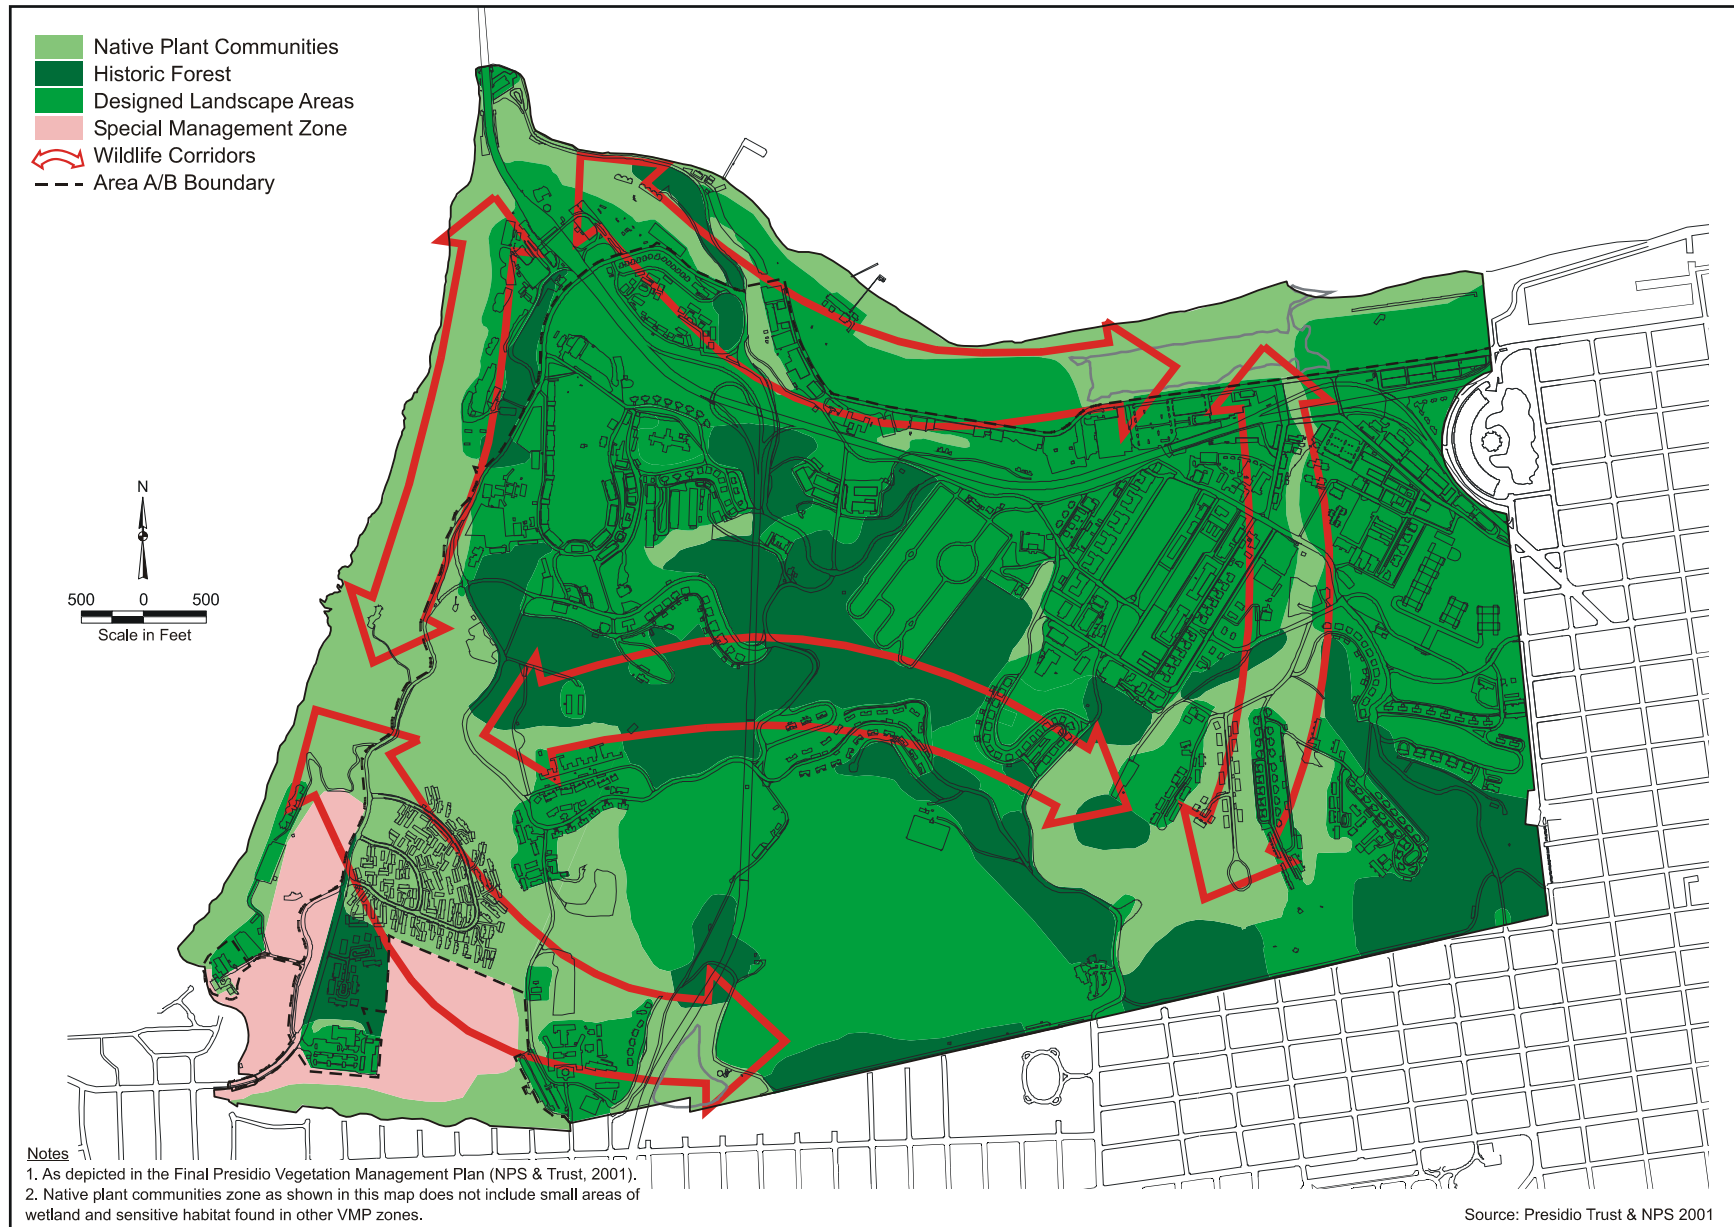 Native Plant Communities
Historic Forest
Designed Landscape Areas
Special Management Zone
Wildlife Corridors
Area A/B Boundary
N
500 0 500
Scale in Feet
Notes
1. As depicted in the Final Presidio Vegetation Management Plan (NPS & Trust, 2001).
2. Native plant communities zone as shown in this map does not include small areas of
wetland and sensitive habitat found in other VMP zones.
Source: Presidio Trust & NPS 2001